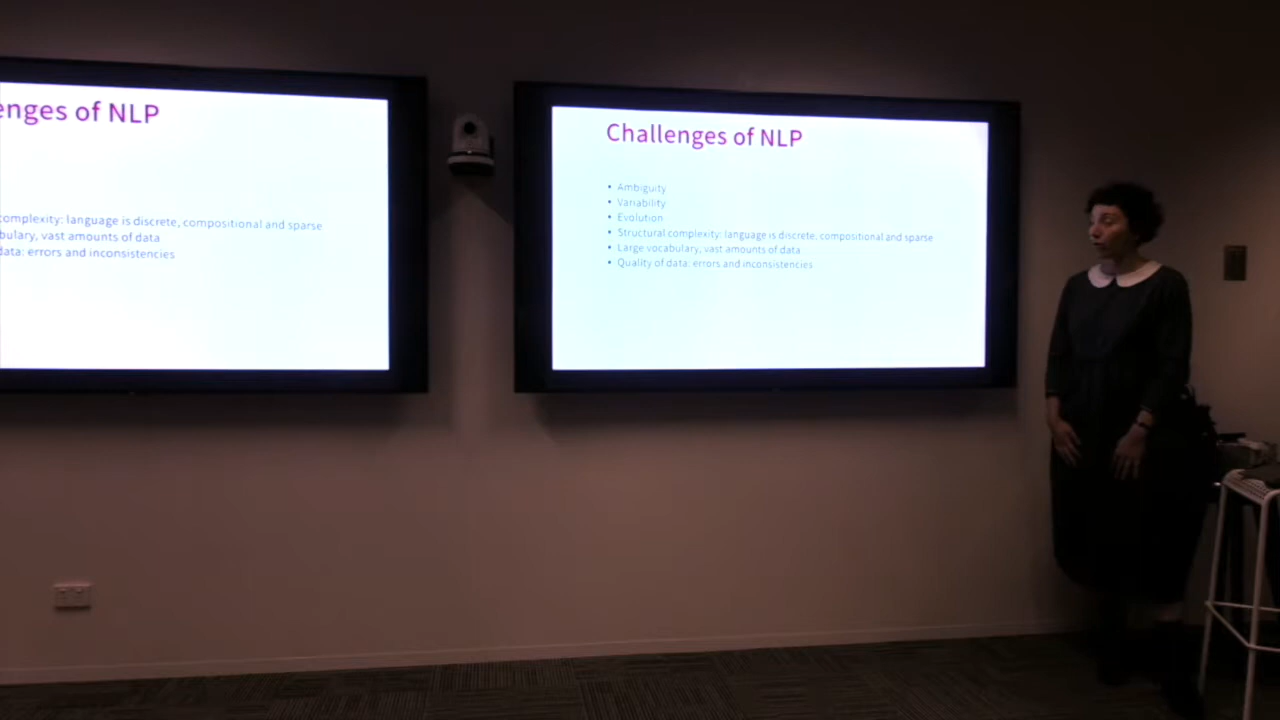 enges of NLP
complexity: language is discrete, compositional and sparse
bulary, vast amounts of data
data: errors and inconsistencies
Challenges of NLP
• Ambiguity
• Variability
• Evolution
• Structural complexity: language is discrete, compositional and sparse
• Large vocabulary, vast amounts of data
• Quality of data: errors and inconsistencies